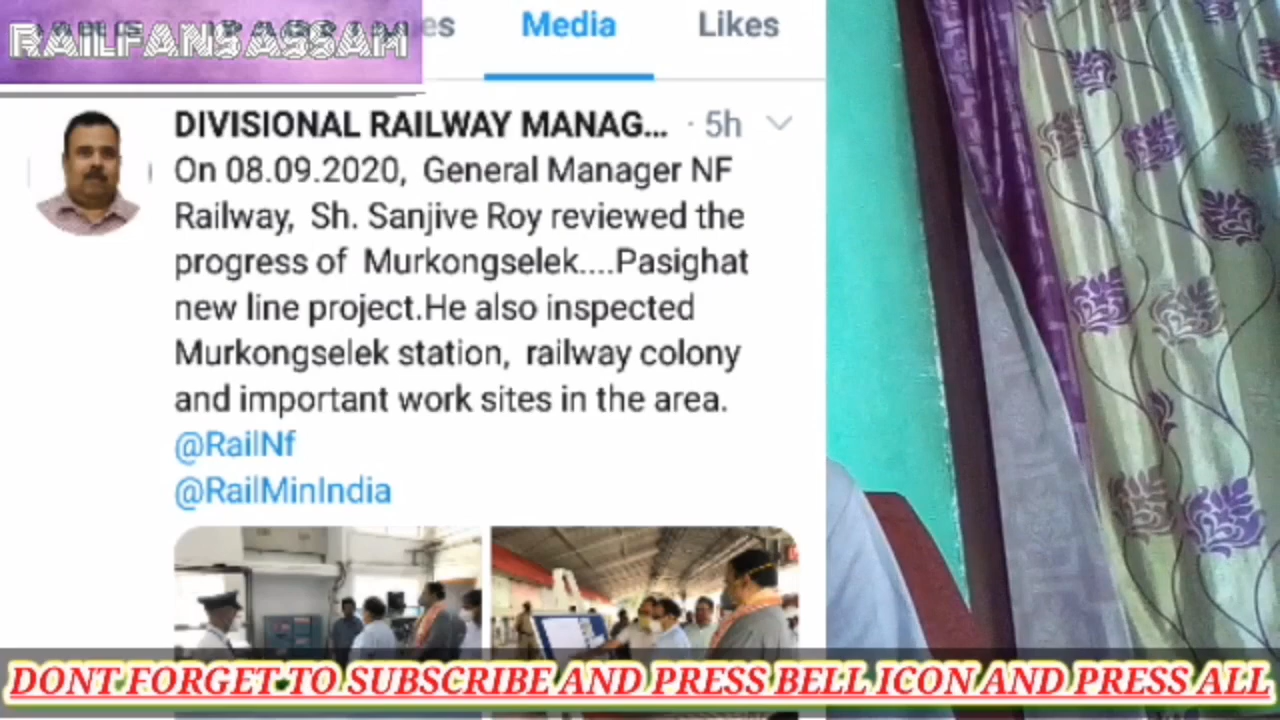 RAILFANS ASSAM
Media
Likes
DIVISIONAL RAILWAY MANAG... · 5h
On 08.09.2020, General Manager NF
Railway, Sh. Sanjive Roy reviewed the
progress of Murkongselek....Pasighat
new line project.He also inspected
Murkongselek station, railway colony
and important work sites in the area.
@RailNf
@RailMinIndia
DONT FORGET TO SUBSCRIBE AND PRESS BELL ICON AND PRESS ALL